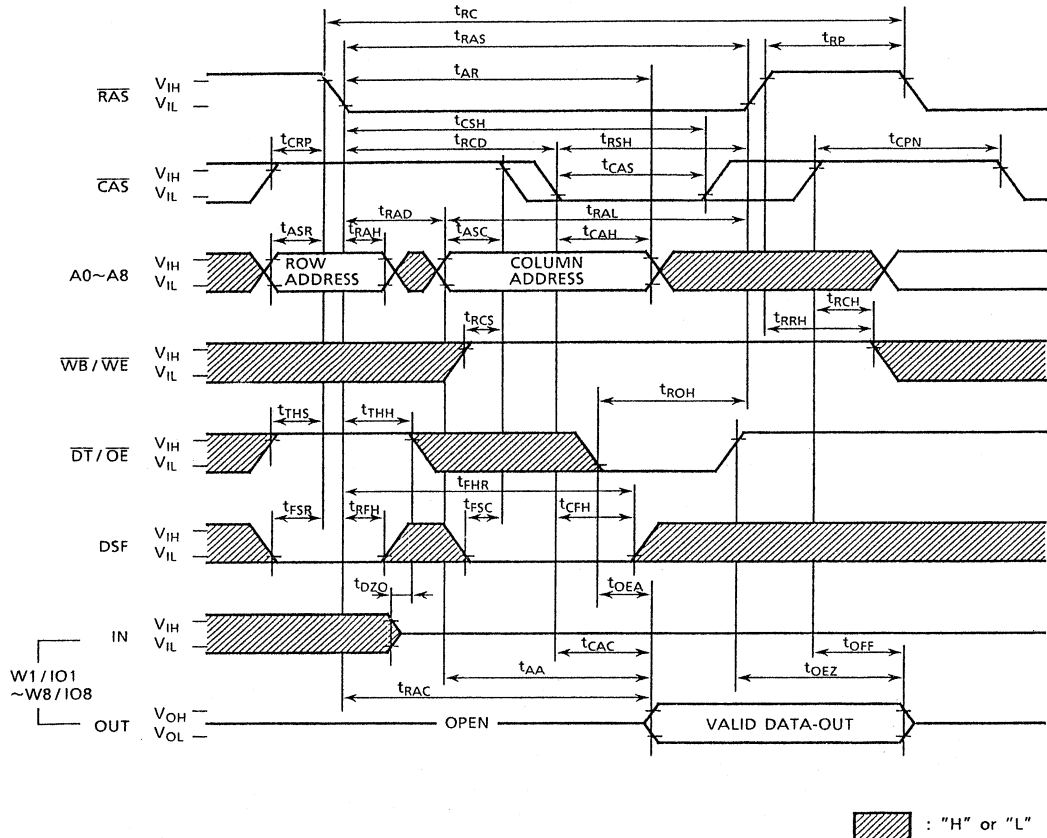 tRC
tRAS
tRP
tAR
RAS VIH
VIL
tCSH
tCRP tRCD tRSH tCPN
CAS VIH
VIL
tCAS
tRAD tRAL
tASR tRAH tASC tCAH
A0~A8 VIH
VIL
ROW ADDRESS
COLUMN ADDRESS
tRCH
tRCS tRRH
WB/WE VIH
VIL
tROH
tTHS tTHH
DT/OE VIH
VIL
tFHR
tFSR tRFH tFSC tCFH
DSF VIH
VIL
tDZO tOEA
IN VIH
VIL
tCAC tOFF
W1/IO1
~W8/IO8
tAA tOEZ
tRAC
OUT VOH
VOL
OPEN VALID DATA-OUT
: "H" or "L"